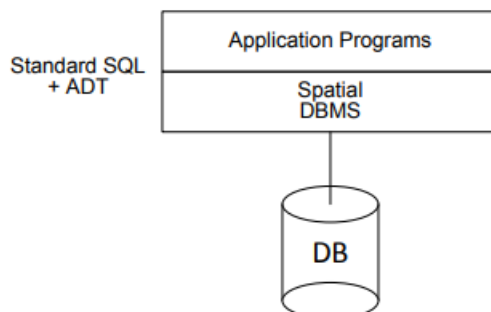 Application Programs
Standard SQL
+ ADT
Spatial
DBMS
DB